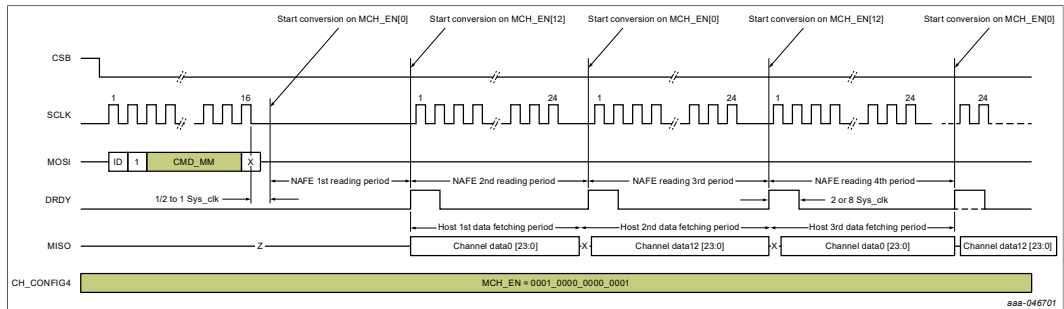 Start conversion on MCH_EN[0] Start conversion on MCH_EN[12] Start conversion on MCH_EN[0] Start conversion on MCH_EN[12] Start conversion on MCH_EN[0]
CSB
1 16 1 24 1 24 1 24 24
SCLK
MOSI ID 1 CMD_MM X
NAFE 1st reading period NAFE 2nd reading period NAFE reading 3rd period NAFE reading 4th period
DRDY 1/2 to 1 Sys_clk 2 or 8 Sys_clk
Host 1st data fetching period Host 2nd data fetching period Host 3rd data fetching period
MISO Z Channel data0 [23:0] X Channel data12 [23:0] X Channel data0 [23:0] Channel data12 [23:0]
CH_CONFIG4 MCH_EN = 0001_0000_0000_0001
aaa-046701